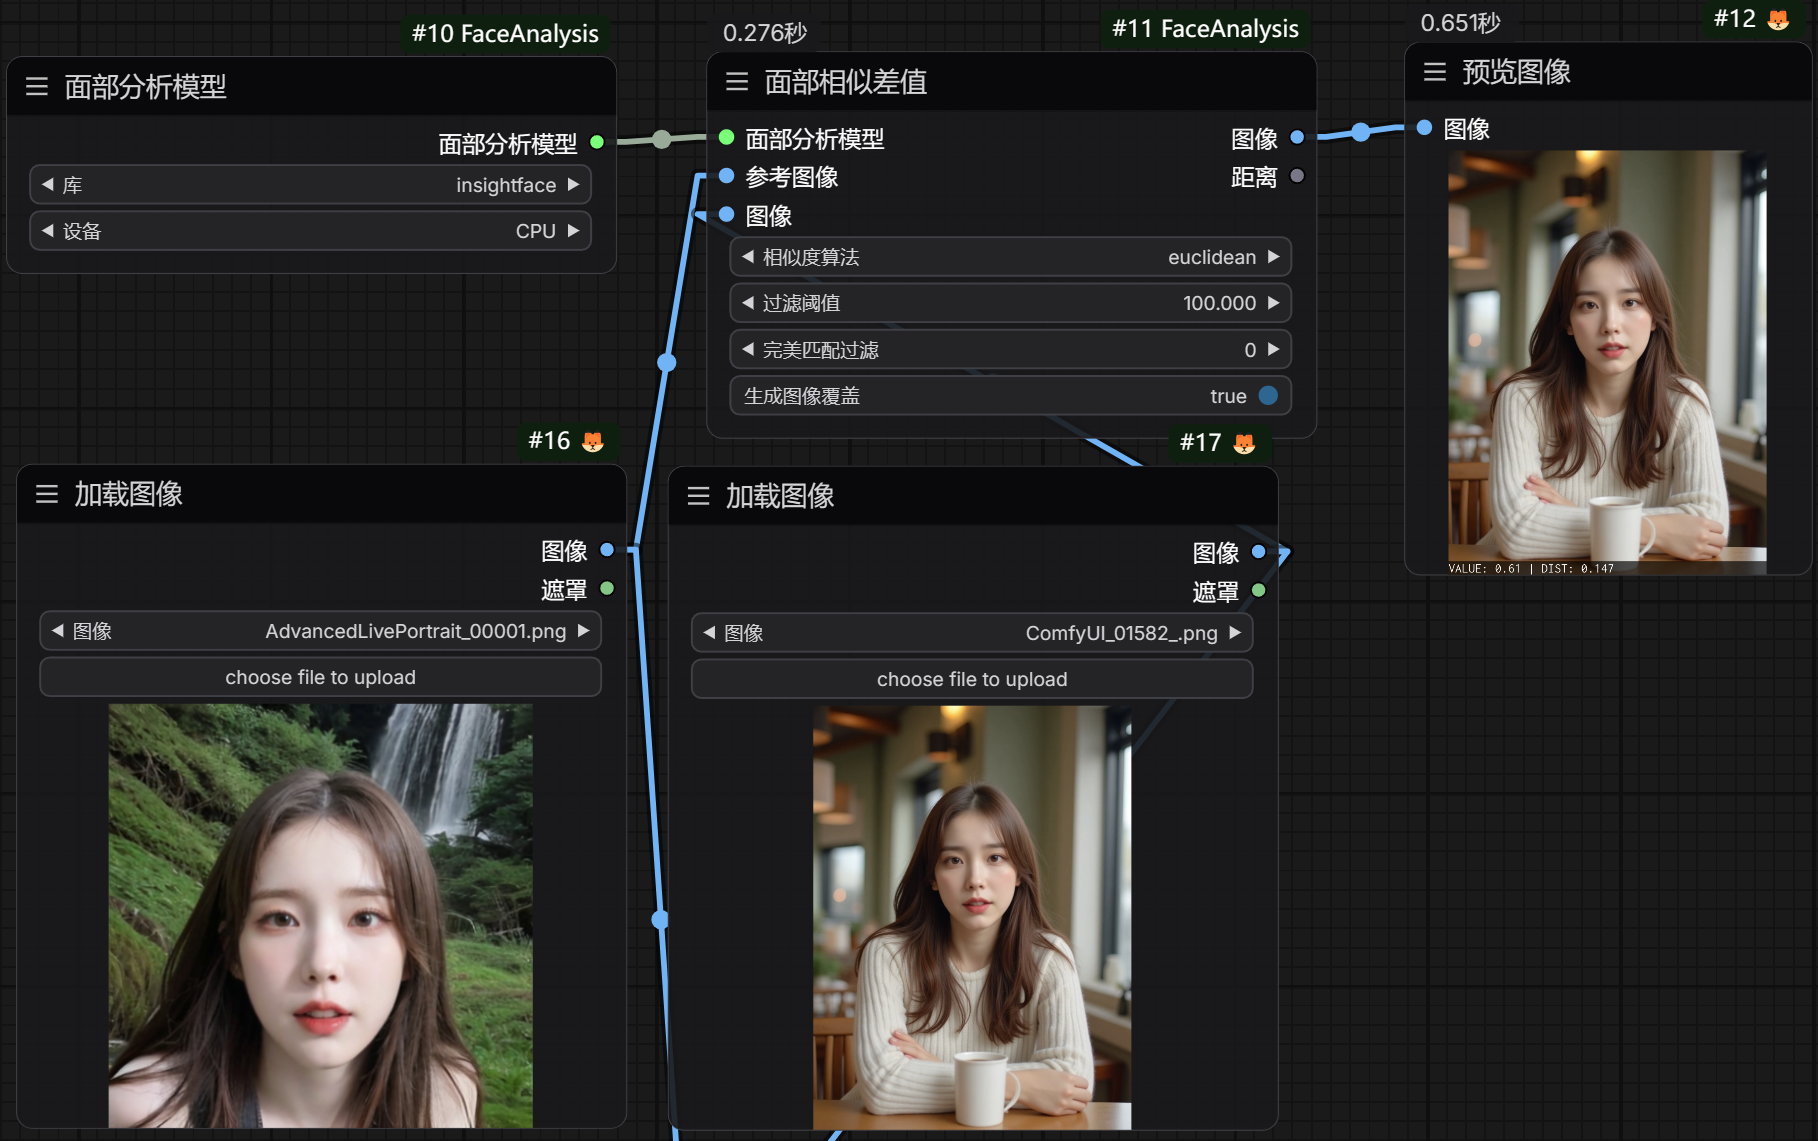 #10 FaceAnalysis
面部分析模型
面部分析模型
库 insightface
设备 CPU
0.276秒
#11 FaceAnalysis
面部相似差值
面部分析模型 图像
参考图像 距离
图像
相似度算法 euclidean
过滤阈值 100.000
完美匹配过滤 0
生成图像覆盖 true
0.651秒
#12
预览图像
图像
VALUE: 0.61 | DIST: 0.147
#16
加载图像
图像
遮罩
图像 AdvancedLivePortrait_00001.png
choose file to upload
#17
加载图像
图像
遮罩
图像 ComfyUI_01582_.png
choose file to upload